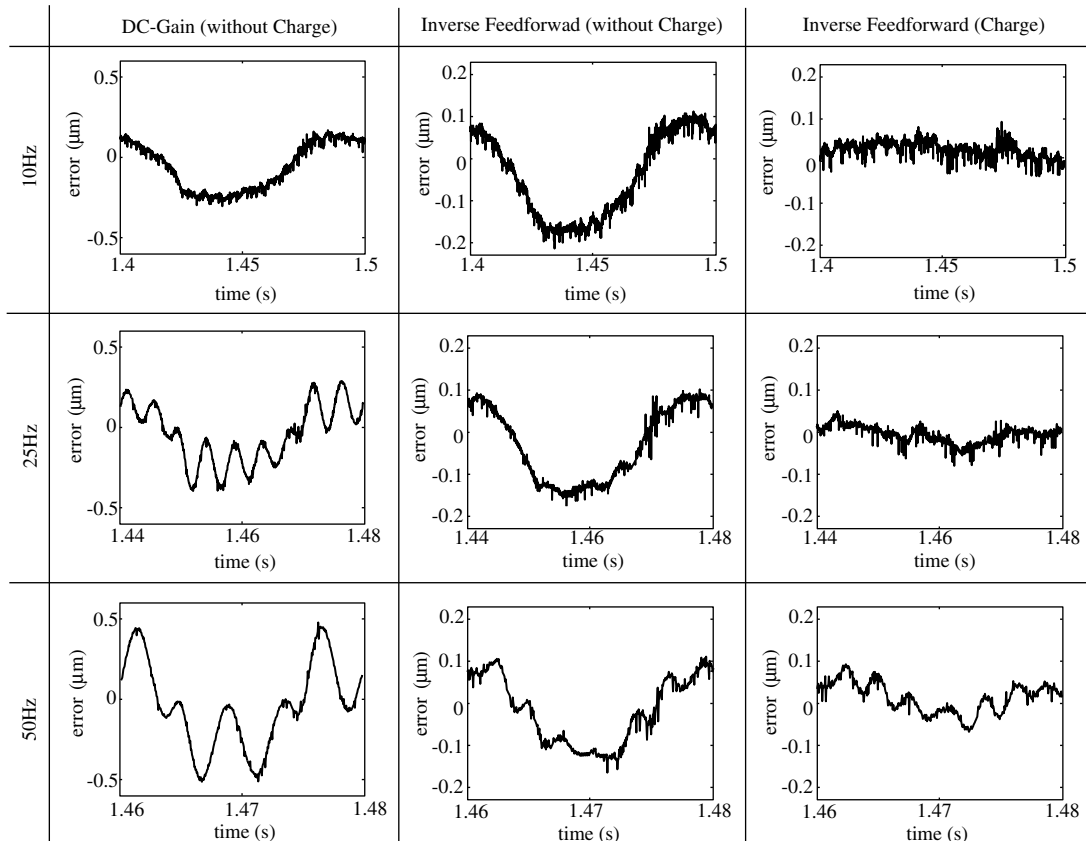 DC-Gain (without Charge)
Inverse Feedforwad (without Charge)
Inverse Feedforward (Charge)
10Hz
error (µm)
0.5
0
-0.5
1.4
1.45
1.5
time (s)
error (µm)
0.2
0.1
0
-0.1
-0.2
1.4
1.45
1.5
time (s)
error (µm)
0.2
0.1
0
-0.1
-0.2
1.4
1.45
1.5
time (s)
25Hz
error (µm)
0.5
0
-0.5
1.44
1.46
1.48
time (s)
error (µm)
0.2
0.1
0
-0.1
-0.2
1.44
1.46
1.48
time (s)
error (µm)
0.2
0.1
0
-0.1
-0.2
1.44
1.46
1.48
time (s)
50Hz
error (µm)
0.5
0
-0.5
1.46
1.47
1.48
time (s)
error (µm)
0.2
0.1
0
-0.1
-0.2
1.46
1.47
1.48
time (s)
error (µm)
0.2
0.1
0
-0.1
-0.2
1.46
1.47
1.48
time (s)